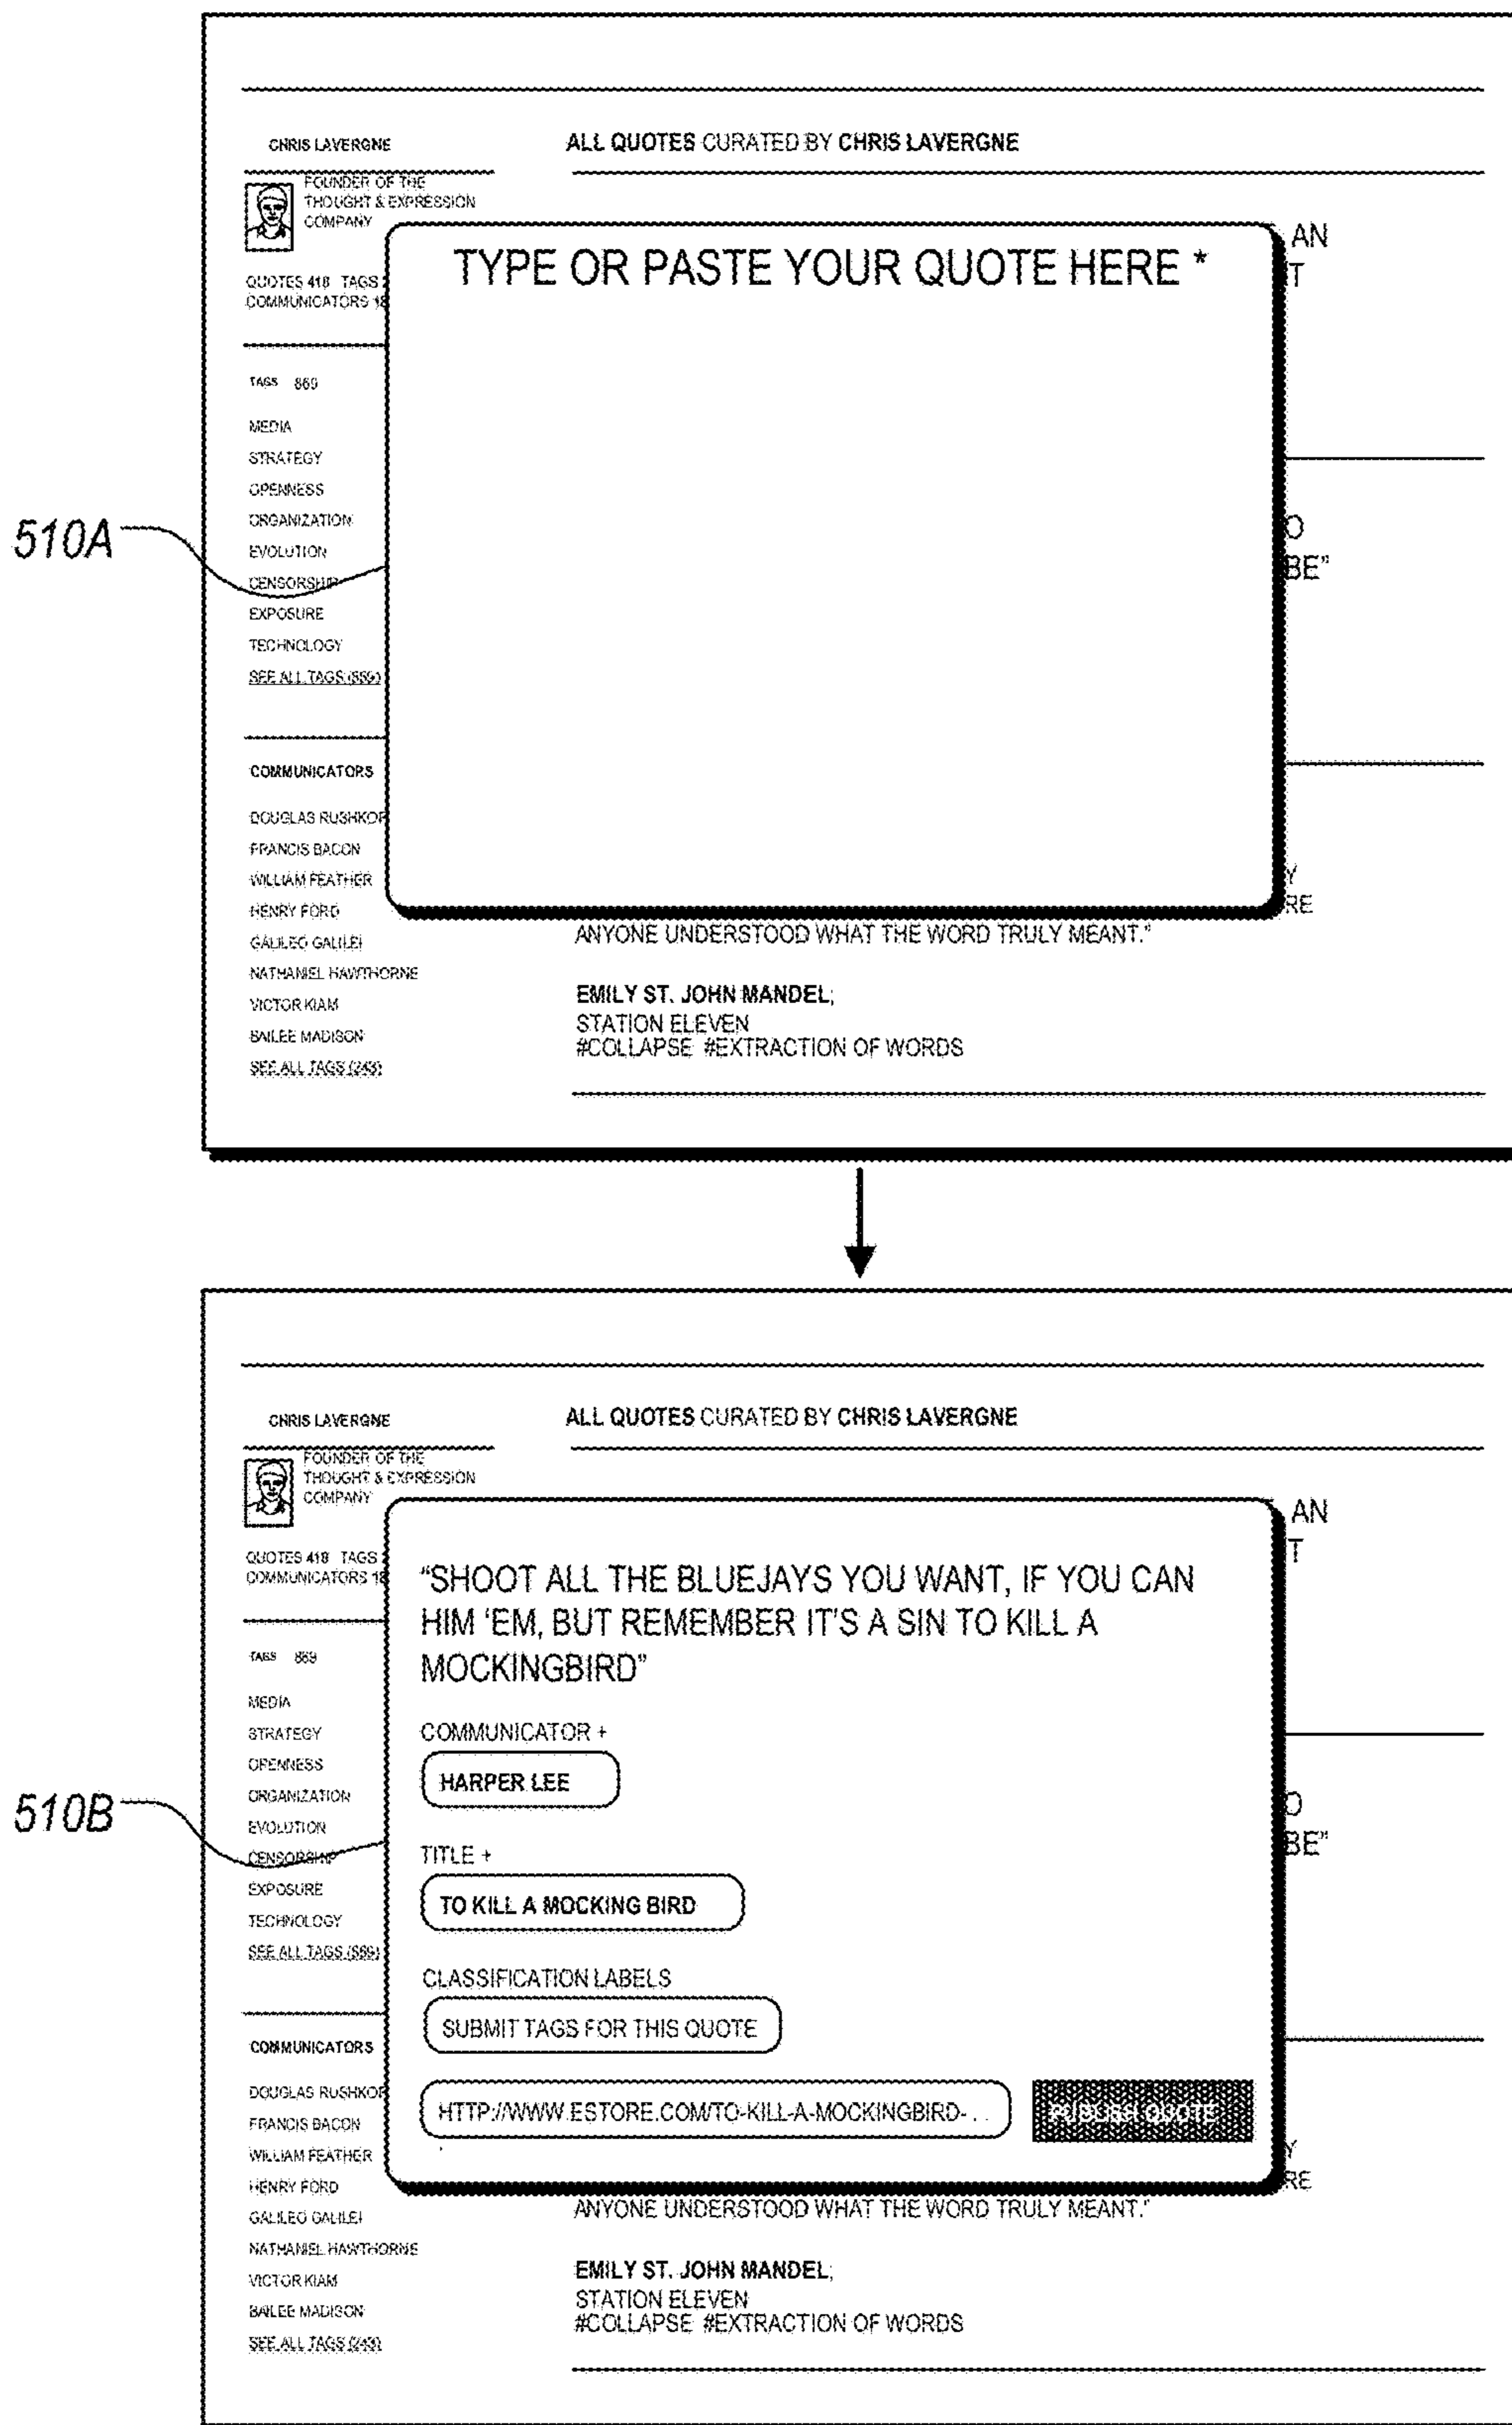 CHRIS LAVERGNE
ALL QUOTES CURATED BY CHRIS LAVERGNE
FOUNDER OF THE
THOUGHT & EXPRESSION
COMPANY
QUOTES 418 TAGS
COMMUNICATORS
TAGS 869
MEDIA
STRATEGY
OPENNESS
ORGANIZATION
EVOLUTION
CENSORSHIP
EXPOSURE
TECHNOLOGY
SEE ALL TAGS (869)
COMMUNICATORS
DOUGLAS RUSHKOF
FRANCIS BACON
WILLIAM FEATHER
HENRY FORD
GALILEO GALILEI
NATHANIEL HAWTHORNE
VICTOR KIAM
BAILEE MADISON
SEE ALL TAGS (243)
510A
TYPE OR PASTE YOUR QUOTE HERE *
AN
T
O
BE"
Y
RE
ANYONE UNDERSTOOD WHAT THE WORD TRULY MEANT."
EMILY ST. JOHN MANDEL;
STATION ELEVEN
#COLLAPSE #EXTRACTION OF WORDS
CHRIS LAVERGNE
ALL QUOTES CURATED BY CHRIS LAVERGNE
FOUNDER OF THE
THOUGHT & EXPRESSION
COMPANY
QUOTES 418 TAGS
COMMUNICATORS
TAGS 869
MEDIA
STRATEGY
OPENNESS
ORGANIZATION
EVOLUTION
CENSORSHIP
EXPOSURE
TECHNOLOGY
SEE ALL TAGS (869)
COMMUNICATORS
DOUGLAS RUSHKOF
FRANCIS BACON
WILLIAM FEATHER
HENRY FORD
GALILEO GALILEI
NATHANIEL HAWTHORNE
VICTOR KIAM
BAILEE MADISON
SEE ALL TAGS (243)
510B
"SHOOT ALL THE BLUEJAYS YOU WANT, IF YOU CAN
HIM 'EM, BUT REMEMBER IT'S A SIN TO KILL A
MOCKINGBIRD"
COMMUNICATOR +
HARPER LEE
TITLE +
TO KILL A MOCKING BIRD
CLASSIFICATION LABELS
SUBMIT TAGS FOR THIS QUOTE
HTTP://WWW.ESTORE.COM/TO-KILL-A-MOCKINGBIRD- . .
PUBLISH QUOTE
AN
T
O
BE"
Y
RE
ANYONE UNDERSTOOD WHAT THE WORD TRULY MEANT."
EMILY ST. JOHN MANDEL;
STATION ELEVEN
#COLLAPSE #EXTRACTION OF WORDS